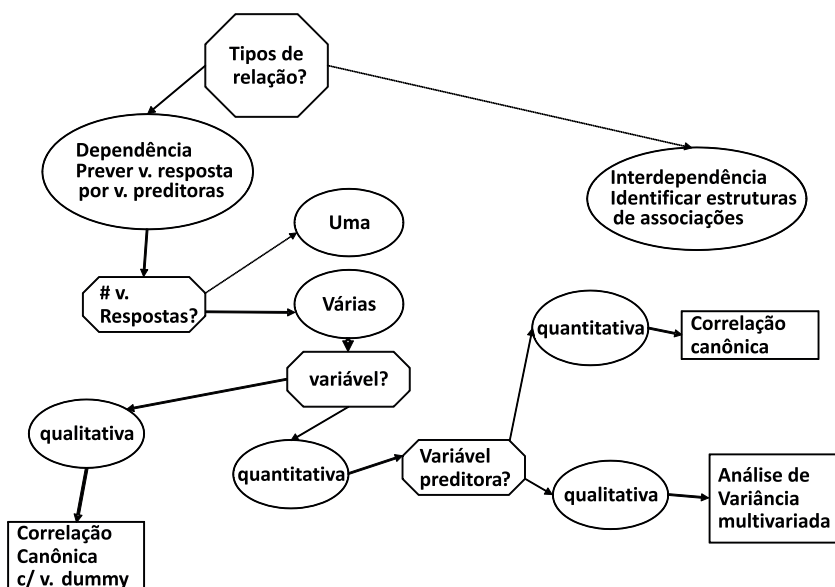 Tipos de
relação?
Dependência
Prever v. resposta
por v. preditoras
Interdependência
Identificar estruturas
de associações
Uma
# v.
Respostas?
Várias
quantitativa
Correlação
canônica
variável?
qualitativa
quantitativa
Variável
preditora?
qualitativa
Análise de
Variância
multivariada
Correlação
Canônica
c/ v. dummy